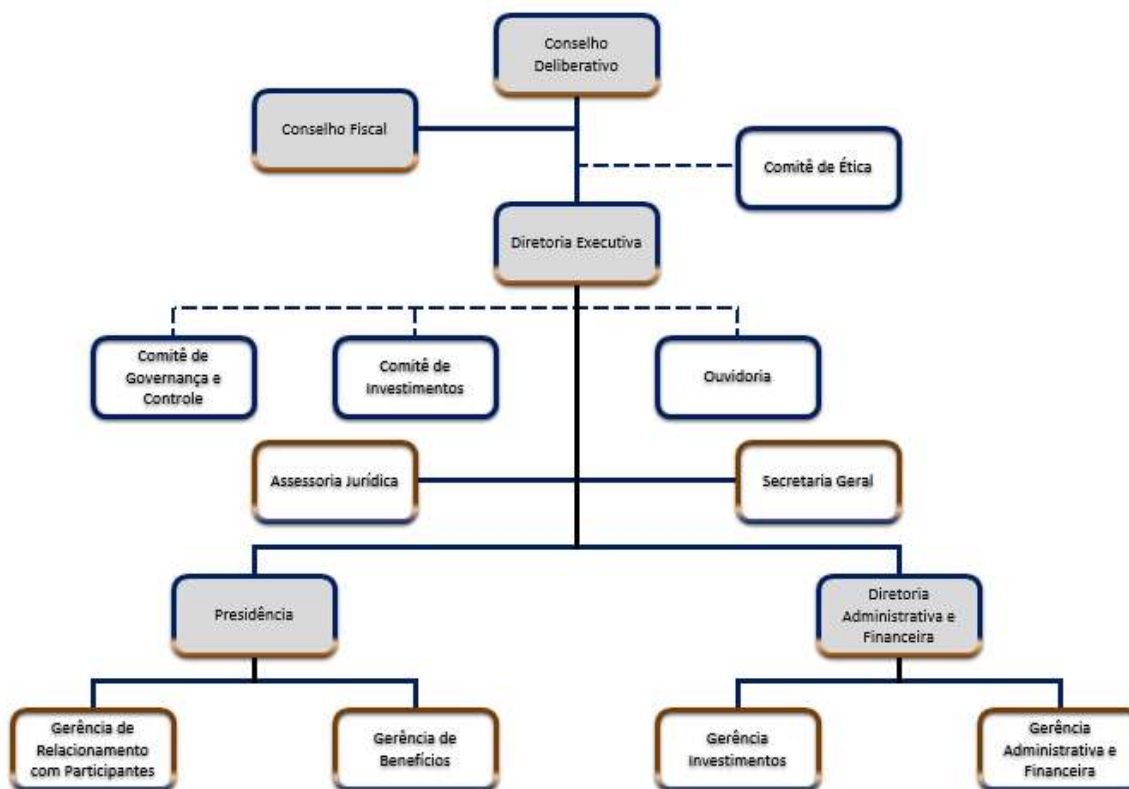 Conselho
Deliberativo
Conselho Fiscal
Comitê de Ética
Diretoria Executiva
Comitê de
Governança e
Controle
Comitê de
Investimentos
Ouvidoria
Assessoria Jurídica
Secretaria Geral
Presidência
Diretoria
Administrativa e
Financeira
Gerência de
Relacionamento
com Participantes
Gerência de
Benefícios
Gerência
Investimentos
Gerência
Administrativa e
Financeira